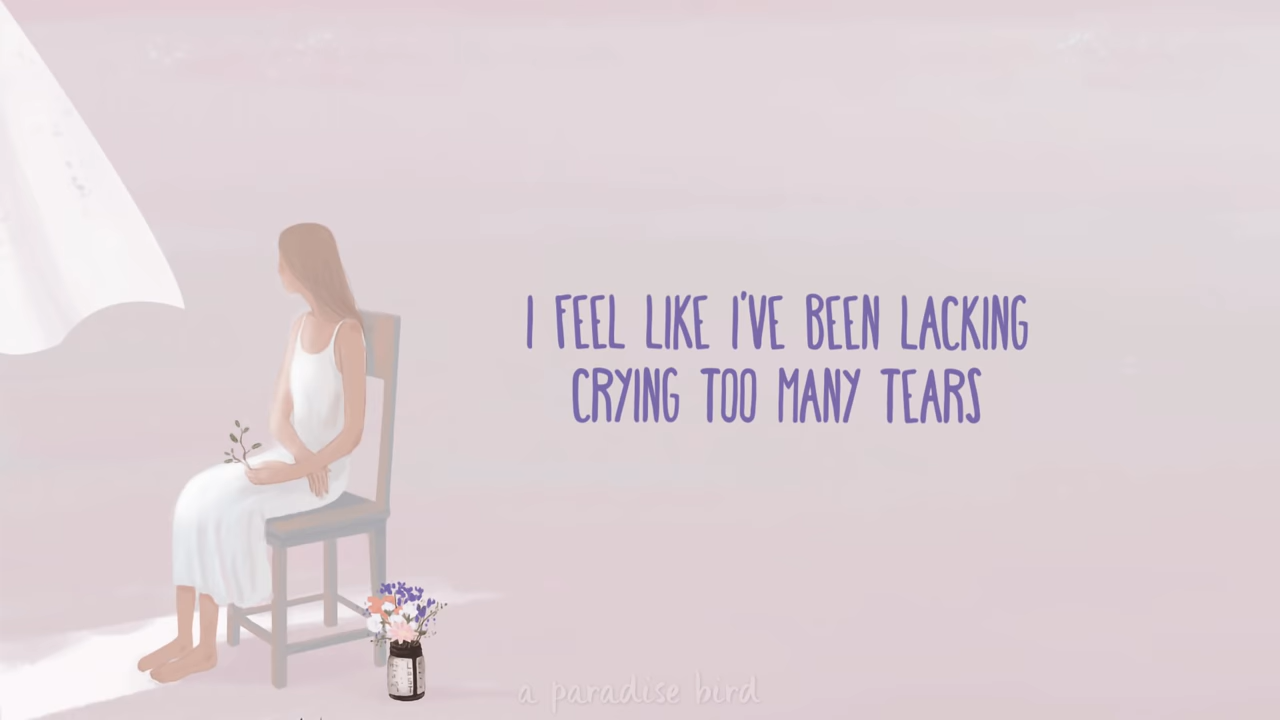 I FEEL LIKE I'VE BEEN LACKING
CRYING TOO MANY TEARS
a paradise bird